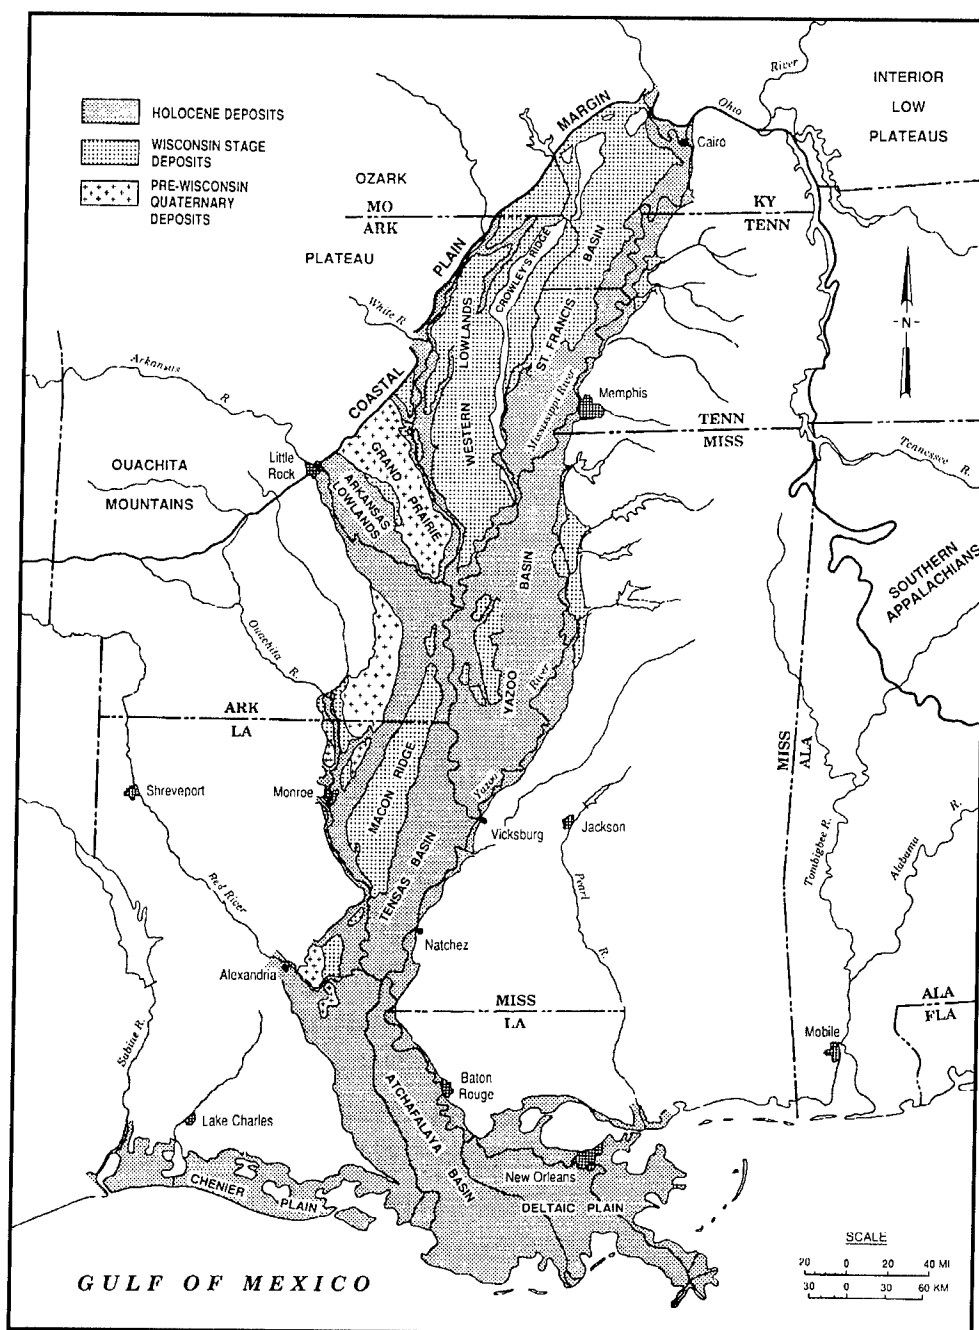 HOLOCENE DEPOSITS
WISCONSIN STAGE
DEPOSITS
PRE-WISCONSIN
QUATERNARY
DEPOSITS
INTERIOR
LOW
PLATEAUS
River
Ohio
Cairo
MARGIN
OZARK
MO
ARK
PLATEAU
PLAIN
KY
TENN
CROWLEY'S RIDGE
BASIN
ST. FRANCIS
LOWLANDS
WESTERN
White R.
-N-
Arkansas
R
COASTAL
Mississippi River
Memphis
TENN
MISS
Little
Rock
GRAND
PRAIRIE
ARKANSAS
LOWLANDS
OUACHITA
MOUNTAINS
Tennessee
R.
SOUTHERN
APPALACHIANS
BASIN
YAZOO
River
Yazoo
Ouachita
R.
ARK
LA
MISS
ALA
Shreveport
Monroe
MACON
RIDGE
Vicksburg
Jackson
Tombigbee R.
Alabama
R.
TENSAS
BASIN
Red River
Pearl
R.
Natchez
Alexandria
MISS
LA
ALA
FLA
Sabine R.
Mobile
Baton
Rouge
ATCHAFALAYA
BASIN
Lake Charles
New Orleans
CHENIER
PLAIN
DELTAIC
PLAIN
SCALE
20 0 20 40 MI
30 0 30 60 KM
GULF OF MEXICO